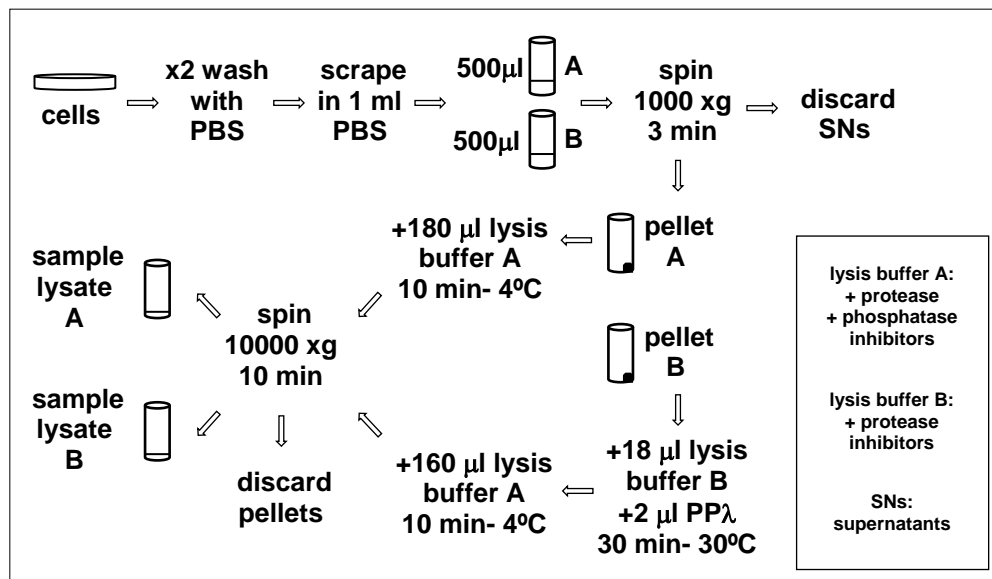 cells
x2 wash
with
PBS
scrape
in 1 ml
PBS
500µl
A
500µl
B
spin
1000 xg
3 min
discard
SNs
pellet
A
+180 µl lysis
buffer A
10 min- 4ºC
pellet
B
+18 µl lysis
buffer B
+2 µl PPλ
30 min- 30ºC
+160 µl lysis
buffer A
10 min- 4ºC
spin
10000 xg
10 min
discard
pellets
sample
lysate
A
sample
lysate
B
lysis buffer A:
+ protease
+ phosphatase
inhibitors
lysis buffer B:
+ protease
inhibitors
SNs:
supernatants